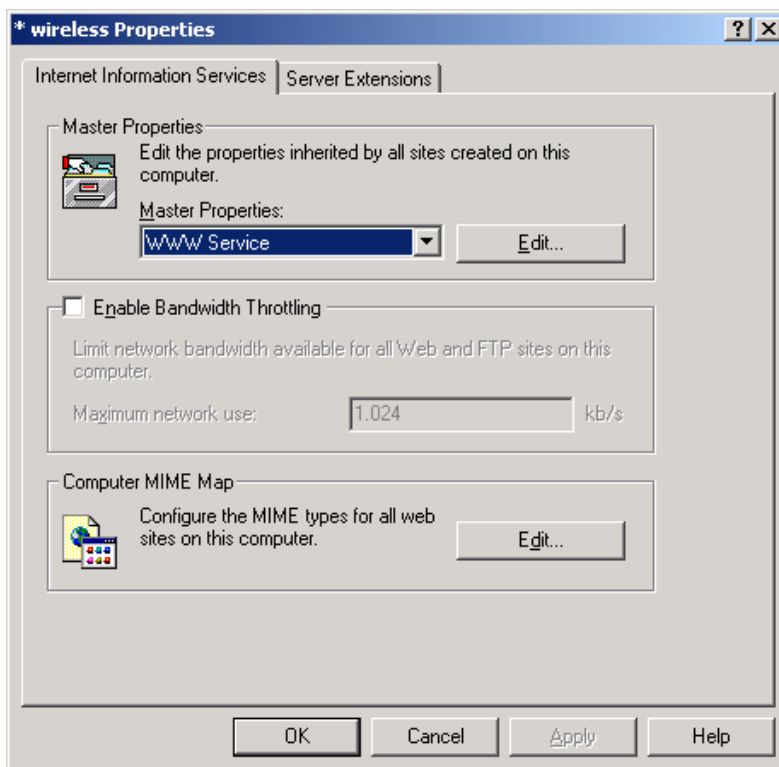 * wireless Properties
Internet Information Services
Server Extensions
Master Properties
Edit the properties inherited by all sites created on this
computer.
Master Properties:
WWW Service
Edit...
Enable Bandwidth Throttling
Limit network bandwidth available for all Web and FTP sites on this
computer.
Maximum network use:
1.024
kb/s
Computer MIME Map
Configure the MIME types for all web
sites on this computer.
Edit...
OK
Cancel
Apply
Help